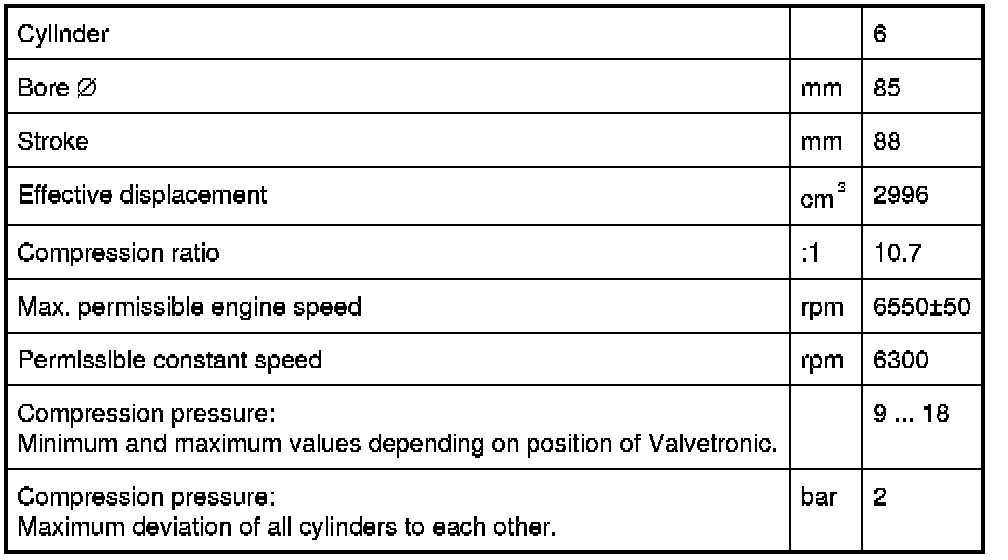 Cylinder 6
Bore Ø mm 85
Stroke mm 88
Effective displacement cm³ 2996
Compression ratio :1 10.7
Max. permissible engine speed rpm 6550±50
Permissible constant speed rpm 6300
Compression pressure: 9 ... 18
Minimum and maximum values depending on position of Valvetronic.
Compression pressure: bar 2
Maximum deviation of all cylinders to each other.